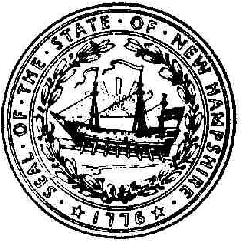 · SEAL · OF · THE · STATE · OF · NEW HAMPSHIRE ·
1776